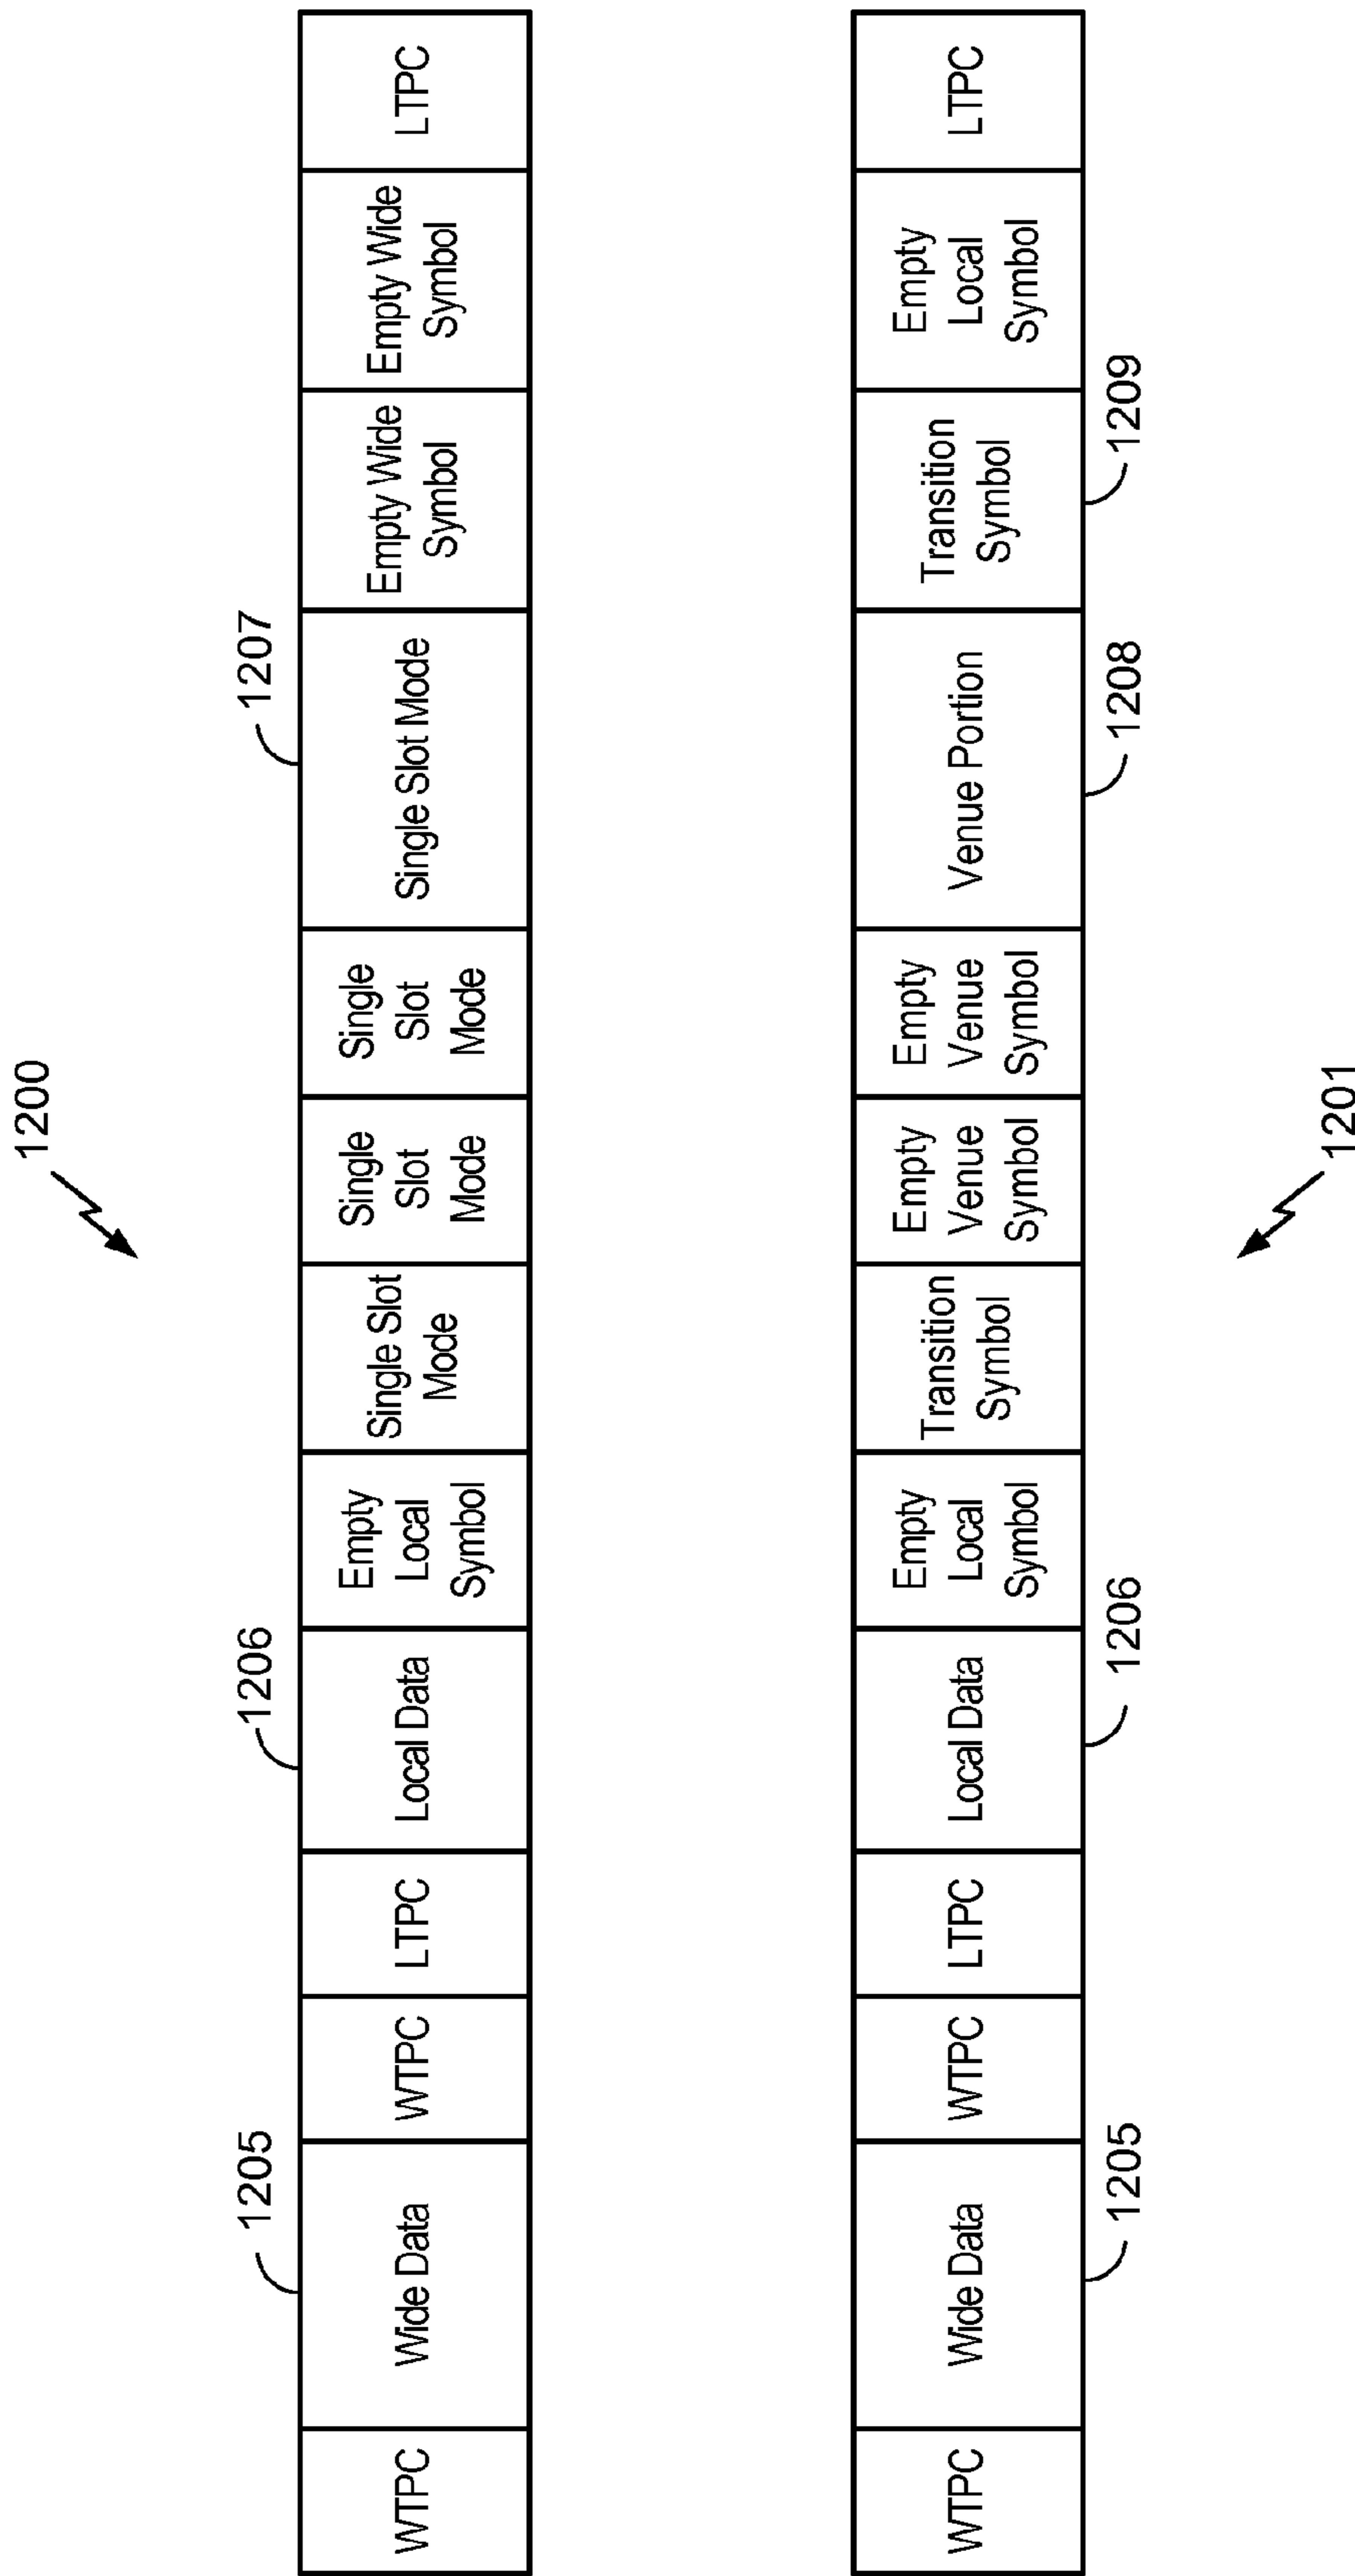 1200
1205
1206
1207
WTPC
Wide Data
WTPC
LTPC
Local Data
Empty
Local
Symbol
Single Slot
Mode
Single
Slot
Mode
Single
Slot
Mode
Single Slot Mode
Empty Wide
Symbol
Empty Wide
Symbol
LTPC
WTPC
Wide Data
WTPC
LTPC
Local Data
Empty
Local
Symbol
Transition
Symbol
Empty
Venue
Symbol
Empty
Venue
Symbol
Venue Portion
Transition
Symbol
Empty
Local
Symbol
LTPC
1205
1206
1208
1209
1201